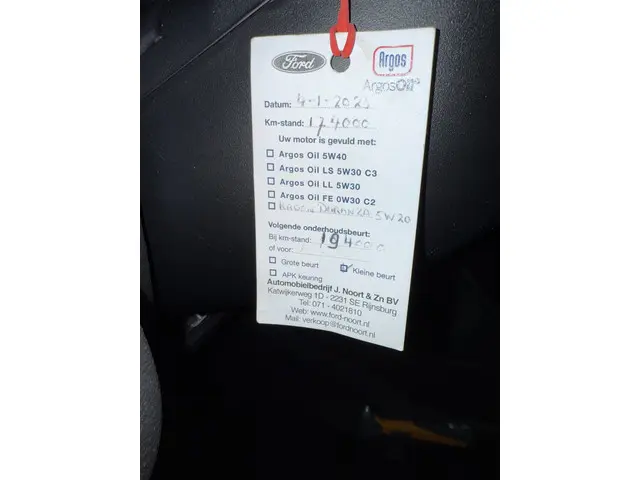 Ford
Argos
ArgosOil
Datum: 4-1-2025
Km-stand: 174000
Uw motor is gevuld met:
Argos Oil 5W40
Argos Oil LS 5W30 C3
Argos Oil LL 5W30
Argos Oil FE 0W30 C2
5W20
Volgende onderhoudsbeurt:
Bij km-stand: 194000
of voor:
Grote beurt Kleine beurt
APK keuring
Automobielbedrijf J. Noort & Zn BV
Katwijkerweg 1D - 2231 SE Rijnsburg
Tel: 071 - 4021810
Web: www.ford-noort.nl
Mail: verkoop@fordnoort.nl